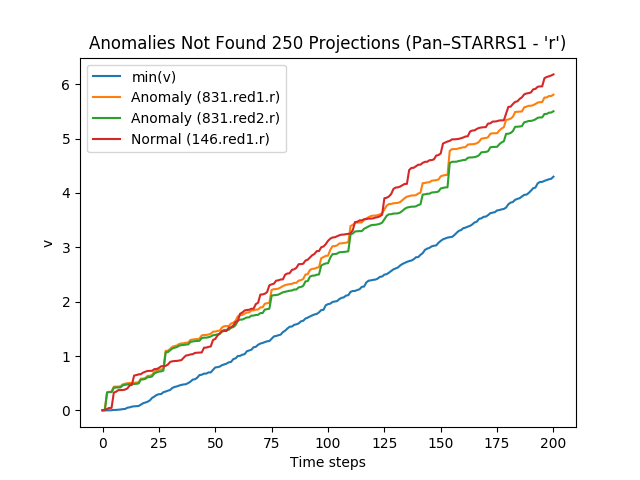 Anomalies Not Found 250 Projections (Pan–STARRS1 - 'r')
min(v)
Anomaly (831.red1.r)
Anomaly (831.red2.r)
Normal (146.red1.r)
6
5
4
3
2
1
0
v
0 25 50 75 100 125 150 175 200
Time steps